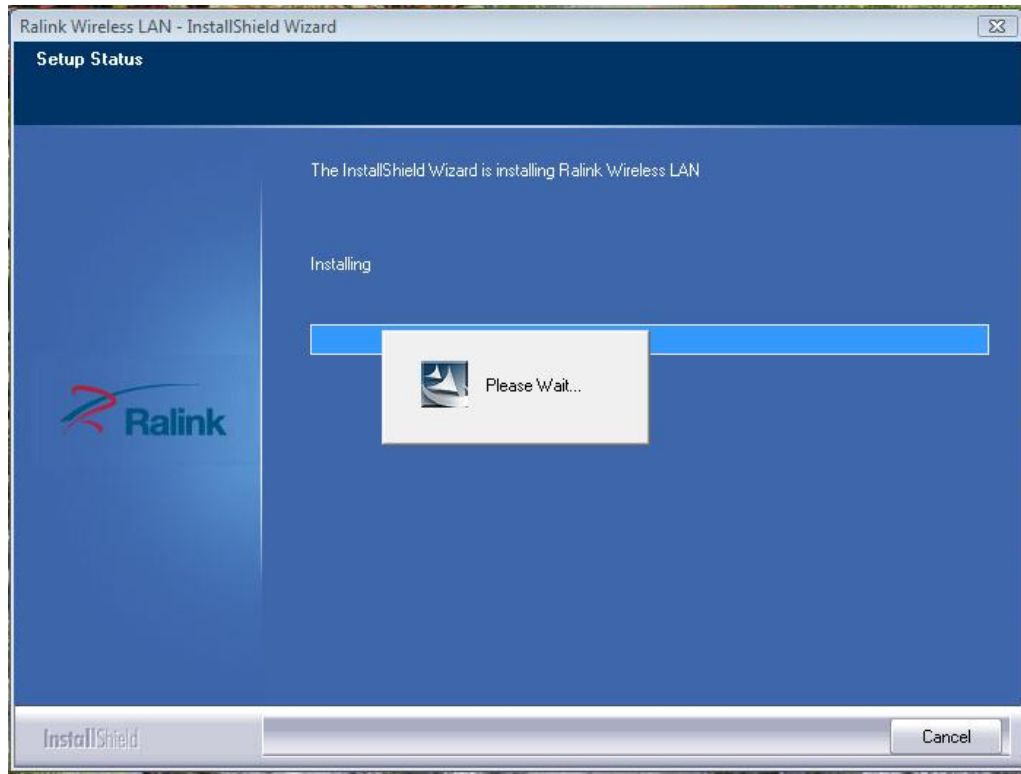 Ralink Wireless LAN - InstallShield Wizard
Setup Status
The InstallShield Wizard is installing Ralink Wireless LAN
Installing
Please Wait...
Ralink
InstallShield
Cancel